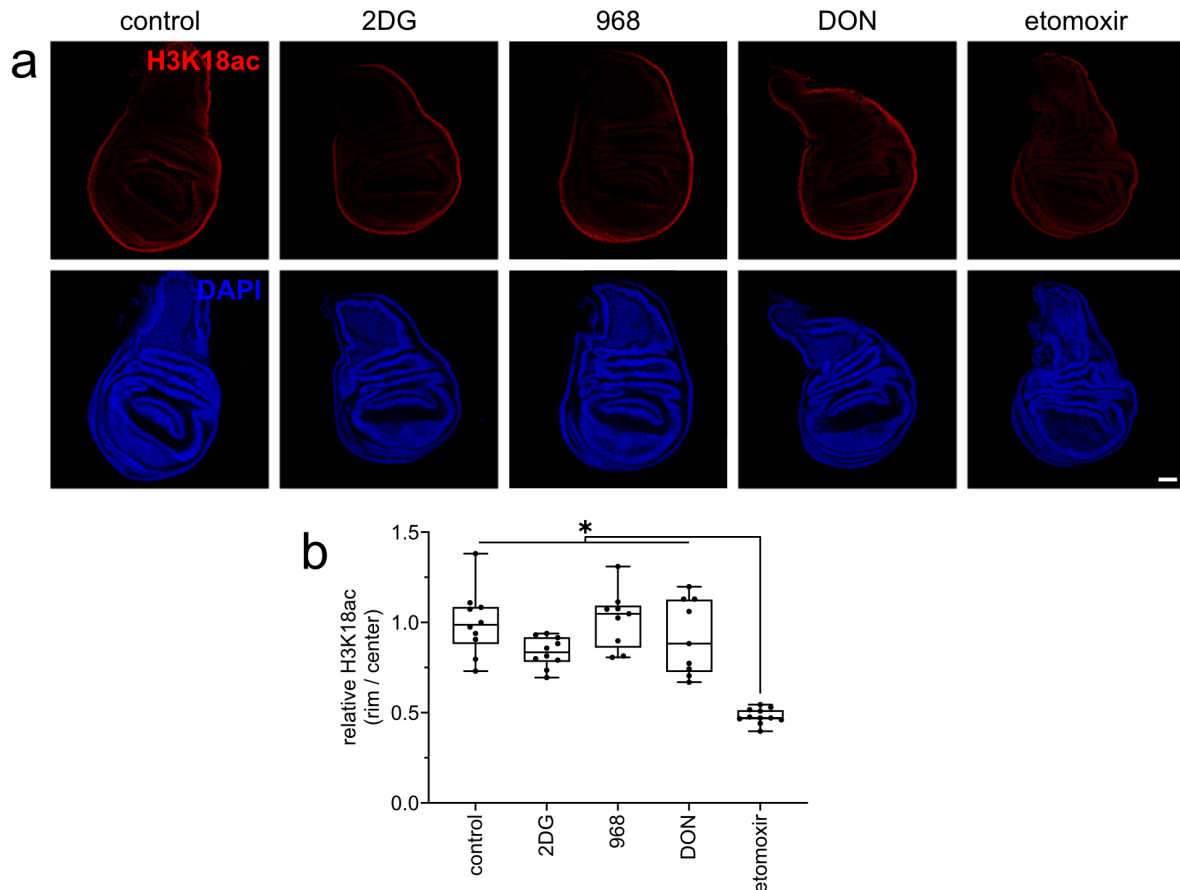 control 2DG 968 DON etomoxir
a
H3K18ac
DAPI
b
*
relative H3K18ac
(rim / center)
1.5
1.0
0.5
0.0
control
2DG
968
DON
etomoxir